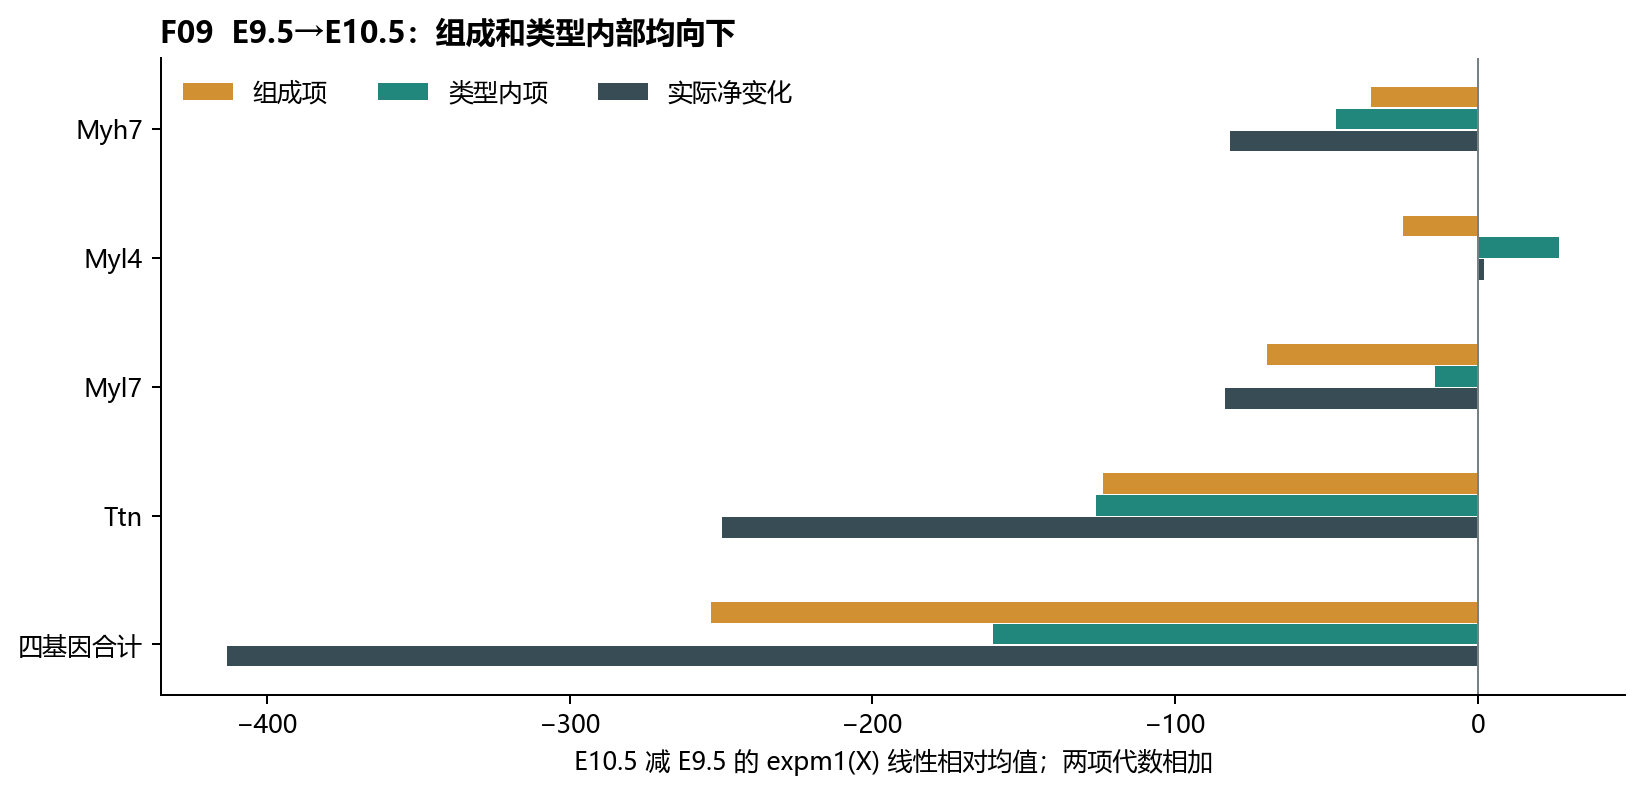 F09 E9.5→E10.5：组成和类型内部均向下
组成项 类型内项 实际净变化
Myh7
Myl4
Myl7
Ttn
四基因合计
−400 −300 −200 −100 0
E10.5 减 E9.5 的 expm1(X) 线性相对均值；两项代数相加